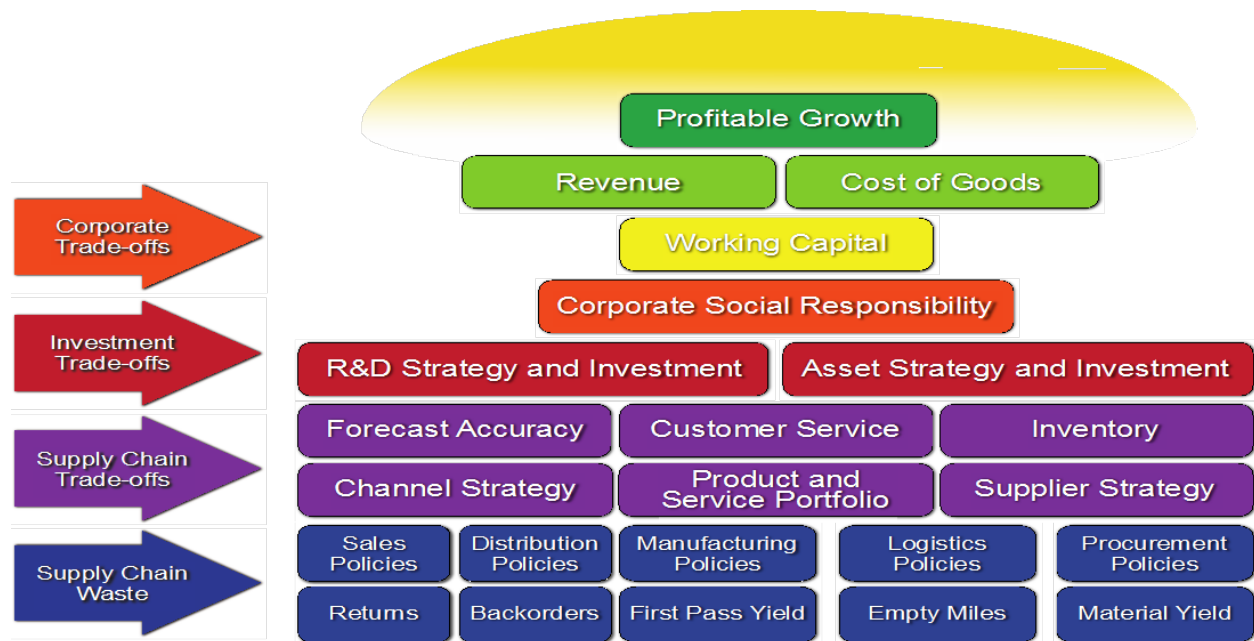 Profitable Growth
Revenue
Cost of Goods
Corporate
Trade-offs
Working Capital
Corporate Social Responsibility
Investment
Trade-offs
R&D Strategy and Investment
Asset Strategy and Investment
Supply Chain
Trade-offs
Forecast Accuracy
Customer Service
Inventory
Channel Strategy
Product and
Service Portfolio
Supplier Strategy
Supply Chain
Waste
Sales
Policies
Distribution
Policies
Manufacturing
Policies
Logistics
Policies
Procurement
Policies
Returns
Backorders
First Pass Yield
Empty Miles
Material Yield